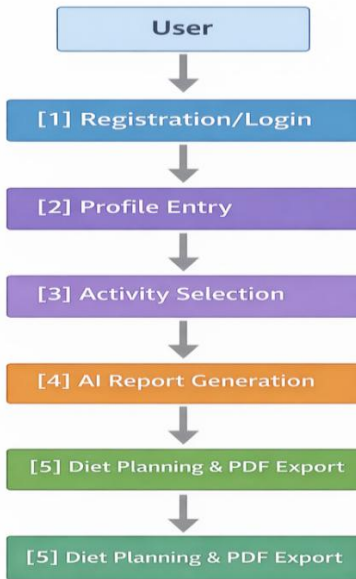 User
[1] Registration/Login
[2] Profile Entry
[3] Activity Selection
[4] AI Report Generation
[5] Diet Planning & PDF Export
[5] Diet Planning & PDF Export